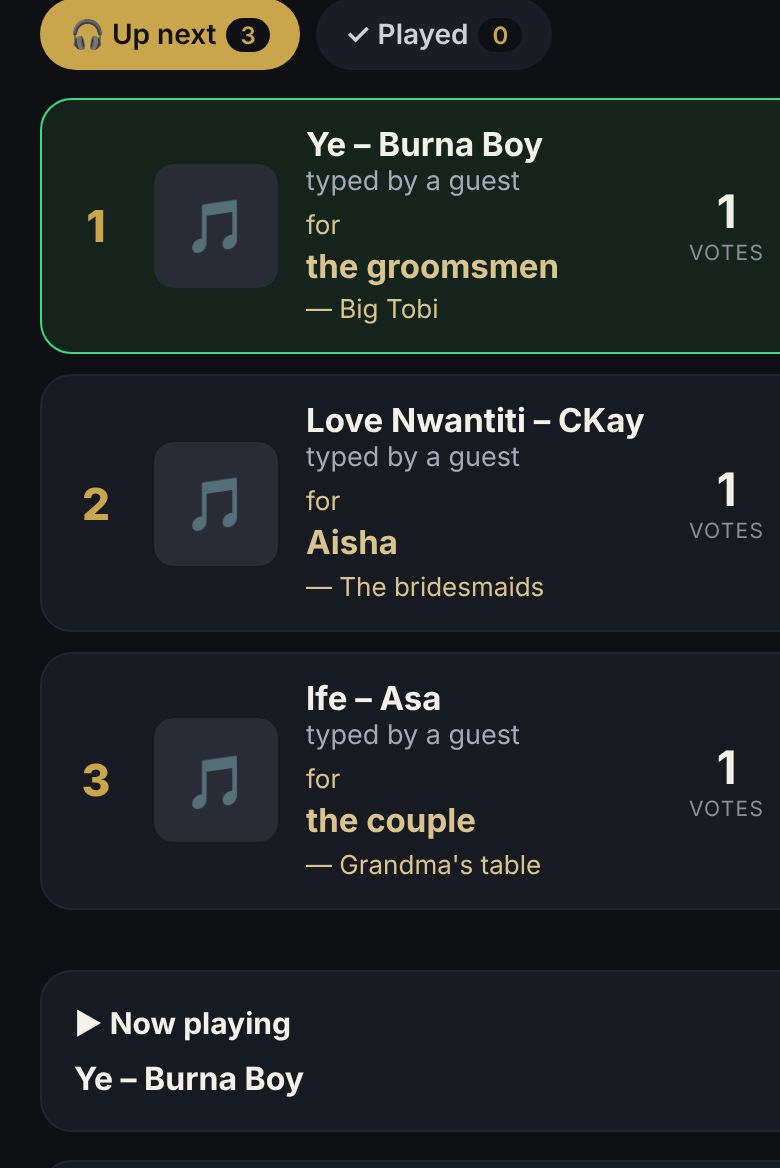 🎧 Up next 3
✓ Played 0
1
Ye – Burna Boy
typed by a guest
for
the groomsmen
— Big Tobi
1
VOTES
2
Love Nwantiti – CKay
typed by a guest
for
Aisha
— The bridesmaids
1
VOTES
3
Ife – Asa
typed by a guest
for
the couple
— Grandma's table
1
VOTES
▶ Now playing
Ye – Burna Boy